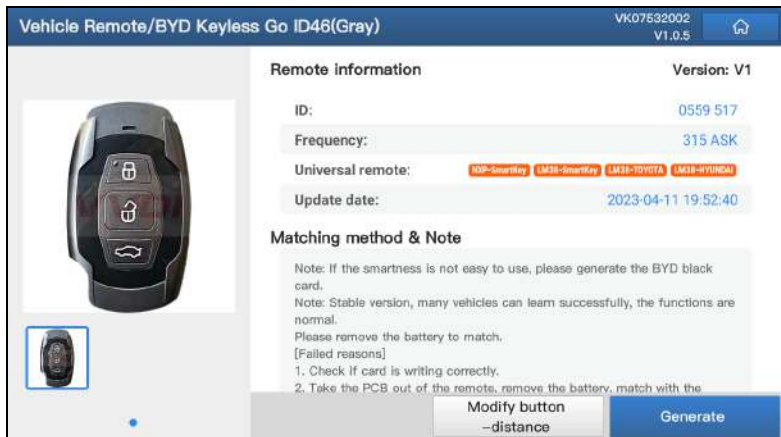 Vehicle Remote/BYD Keyless Go ID46(Gray)
VK07532002
V1.0.5
Remote information
Version: V1
ID:
0559 517
Frequency:
315 ASK
Universal remote:
NXP-SmartKey LM38-SmartKey LM38-TOYOTA LM38-HYUNDAI
Update date:
2023-04-11 19:52:40
Matching method & Note
Note: If the smartness is not easy to use, please generate the BYD black
card.
Note: Stable version, many vehicles can learn successfully, the functions are
normal.
Please remove the battery to match.
[Failed reasons]
1. Check if card is writing correctly.
2. Take the PCB out of the remote, remove the battery, match with the
Modify button
-distance
Generate